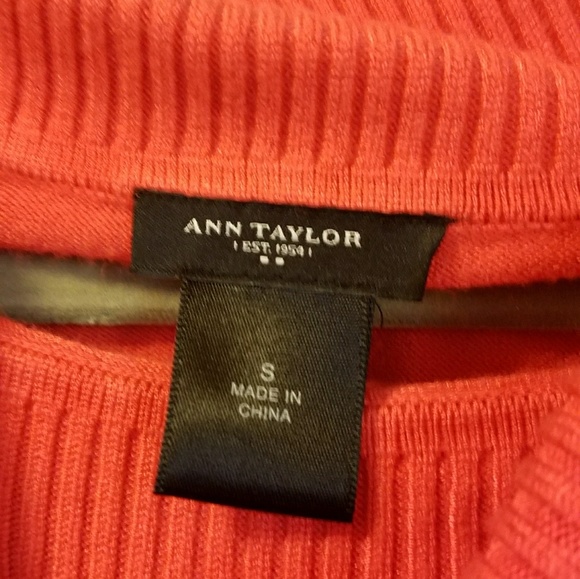 ANN TAYLOR
EST. 1954
S
MADE IN
CHINA